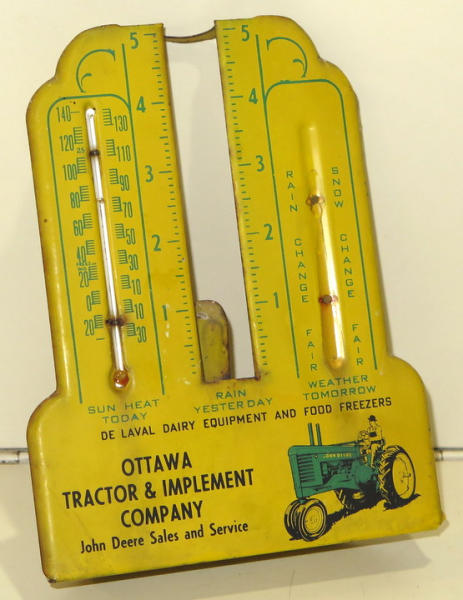 5
4
3
2
1
5
4
3
2
1
140
120
100
80
60
40
20
0
20
130
110
90
70
50
30
10
10
30
RAIN CHANGE FAIR
SNOW CHANGE FAIR
SUN HEAT
TODAY
RAIN
YESTERDAY
WEATHER
TOMORROW
DE LAVAL DAIRY EQUIPMENT AND FOOD FREEZERS
OTTAWA
TRACTOR & IMPLEMENT
COMPANY
John Deere Sales and Service
JOHN DEERE